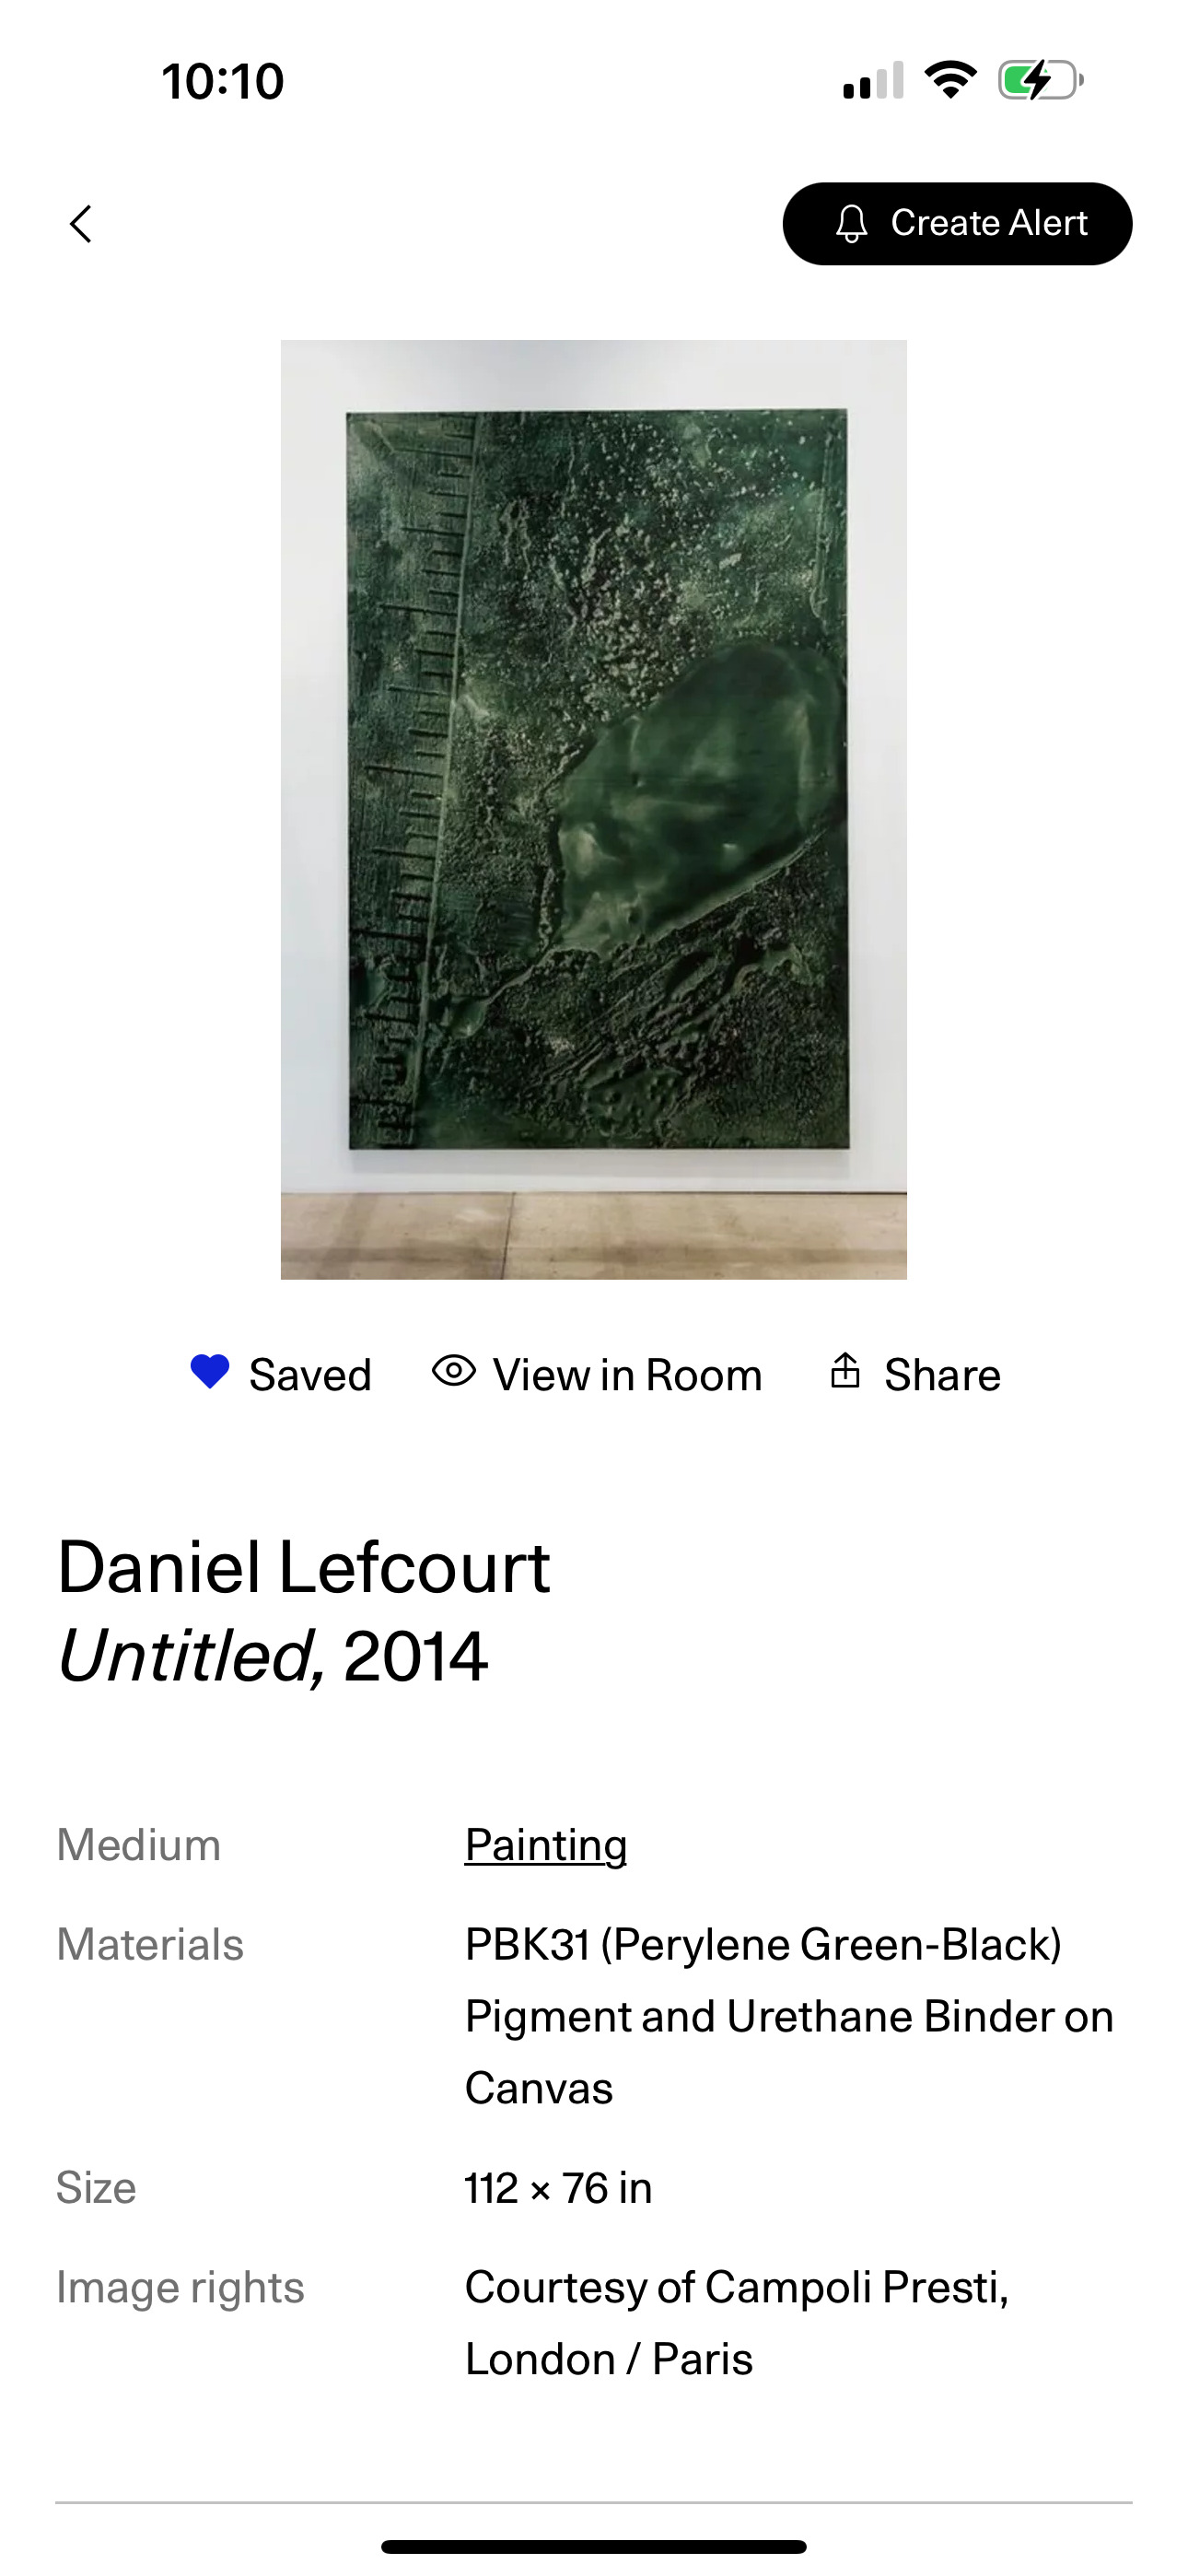 10:10
Create Alert
Saved
View in Room
Share
Daniel Lefcourt
Untitled, 2014
Medium
Painting
Materials
PBK31 (Perylene Green-Black)
Pigment and Urethane Binder on
Canvas
Size
112 × 76 in
Image rights
Courtesy of Campoli Presti,
London / Paris